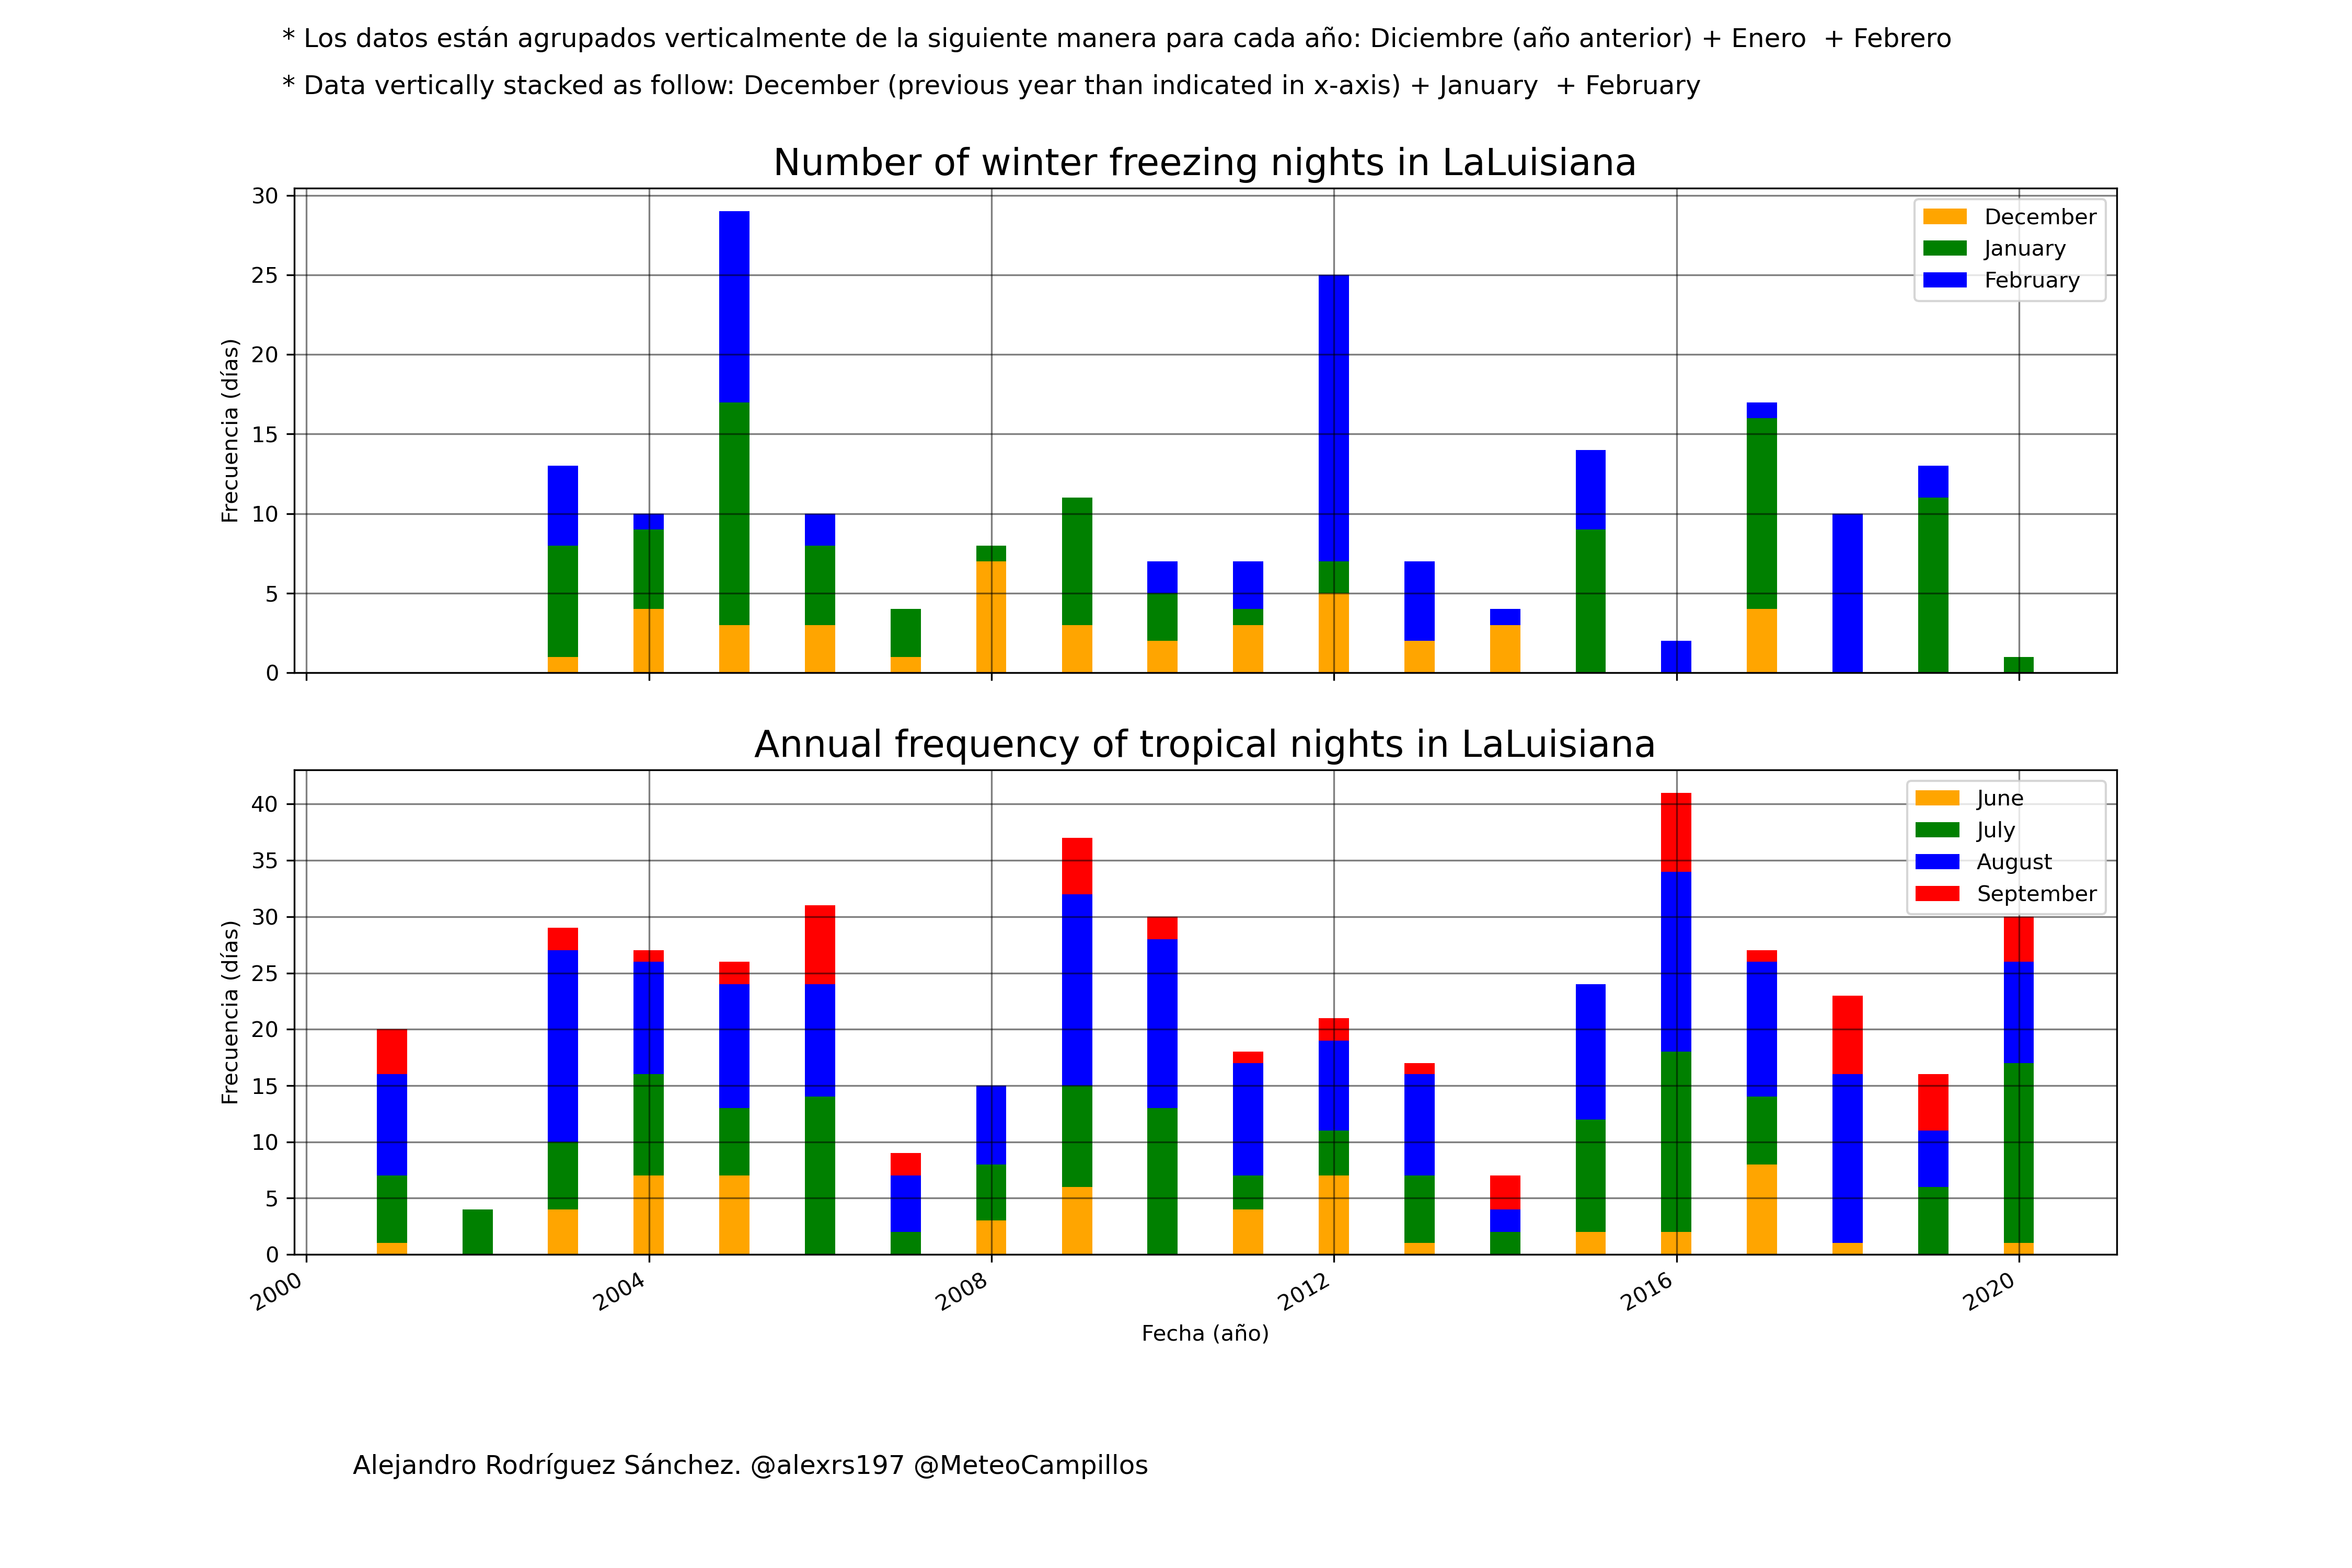 * Los datos están agrupados verticalmente de la siguiente manera para cada año: Diciembre (año anterior) + Enero  + Febrero
* Data vertically stacked as follow: December (previous year than indicated in x-axis) + January  + February
Number of winter freezing nights in LaLuisiana
30
25
20
15
10
5
0
Frecuencia (días)
December
January
February
Annual frequency of tropical nights in LaLuisiana
40
35
30
25
20
15
10
5
0
Frecuencia (días)
June
July
August
September
2000
2004
2008
2012
2016
2020
Fecha (año)
Alejandro Rodríguez Sánchez. @alexrs197 @MeteoCampillos